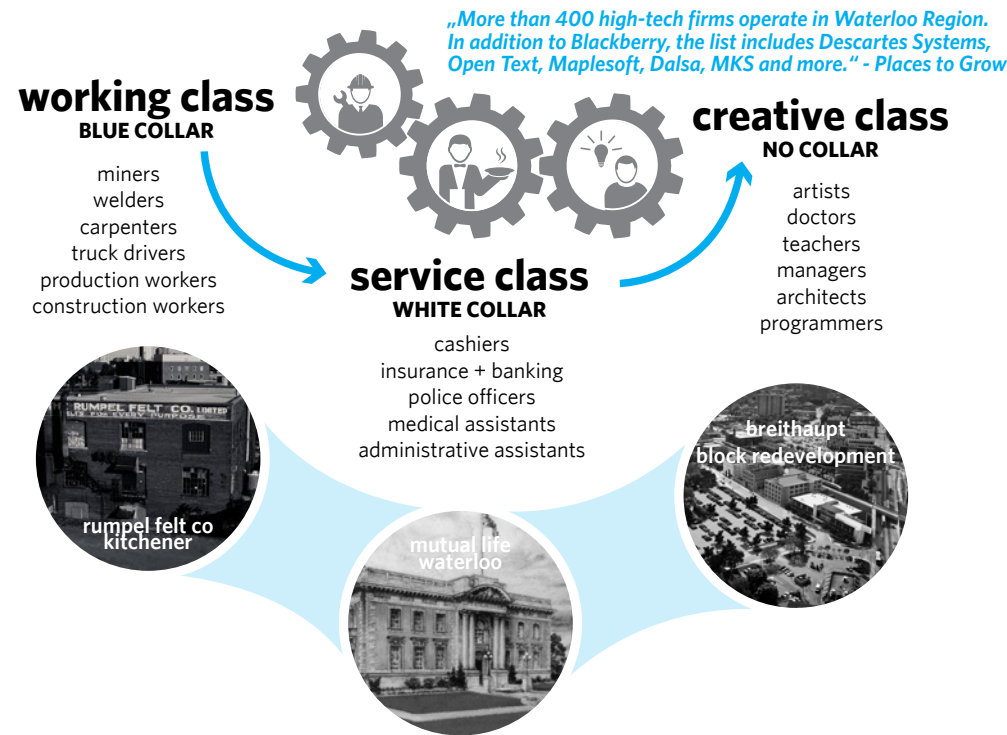 „More than 400 high-tech firms operate in Waterloo Region.
In addition to Blackberry, the list includes Descartes Systems,
Open Text, Maplesoft, Dalsa, MKS and more.“ - Places to Grow
working class
BLUE COLLAR
miners
welders
carpenters
truck drivers
production workers
construction workers
service class
WHITE COLLAR
cashiers
insurance + banking
police officers
medical assistants
administrative assistants
creative class
NO COLLAR
artists
doctors
teachers
managers
architects
programmers
RUMPEL FELT CO. LIMITED
FELTS FOR EVERY PURPOSE
rumpel felt co
kitchener
mutual life
waterloo
breithaupt
block redevelopment